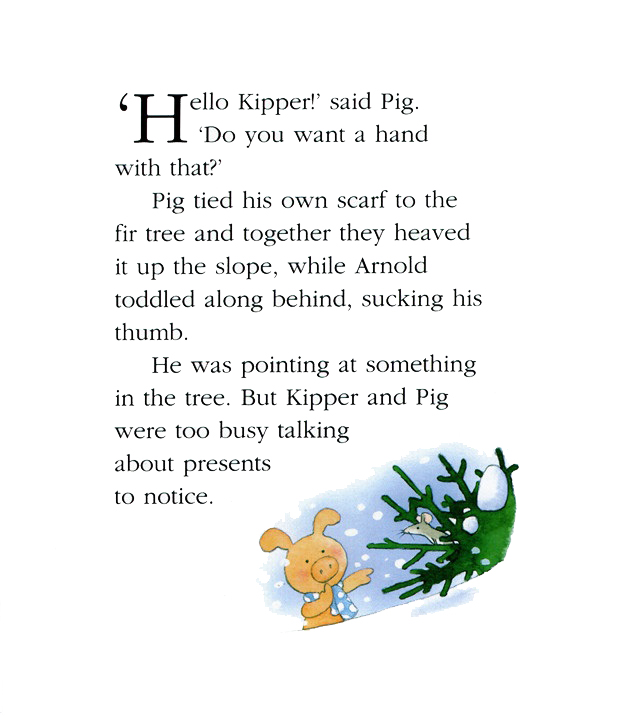 ‘Hello Kipper!’ said Pig.
‘Do you want a hand
with that?’
Pig tied his own scarf to the
fir tree and together they heaved
it up the slope, while Arnold
toddled along behind, sucking his
thumb.
He was pointing at something
in the tree. But Kipper and Pig
were too busy talking
about presents
to notice.